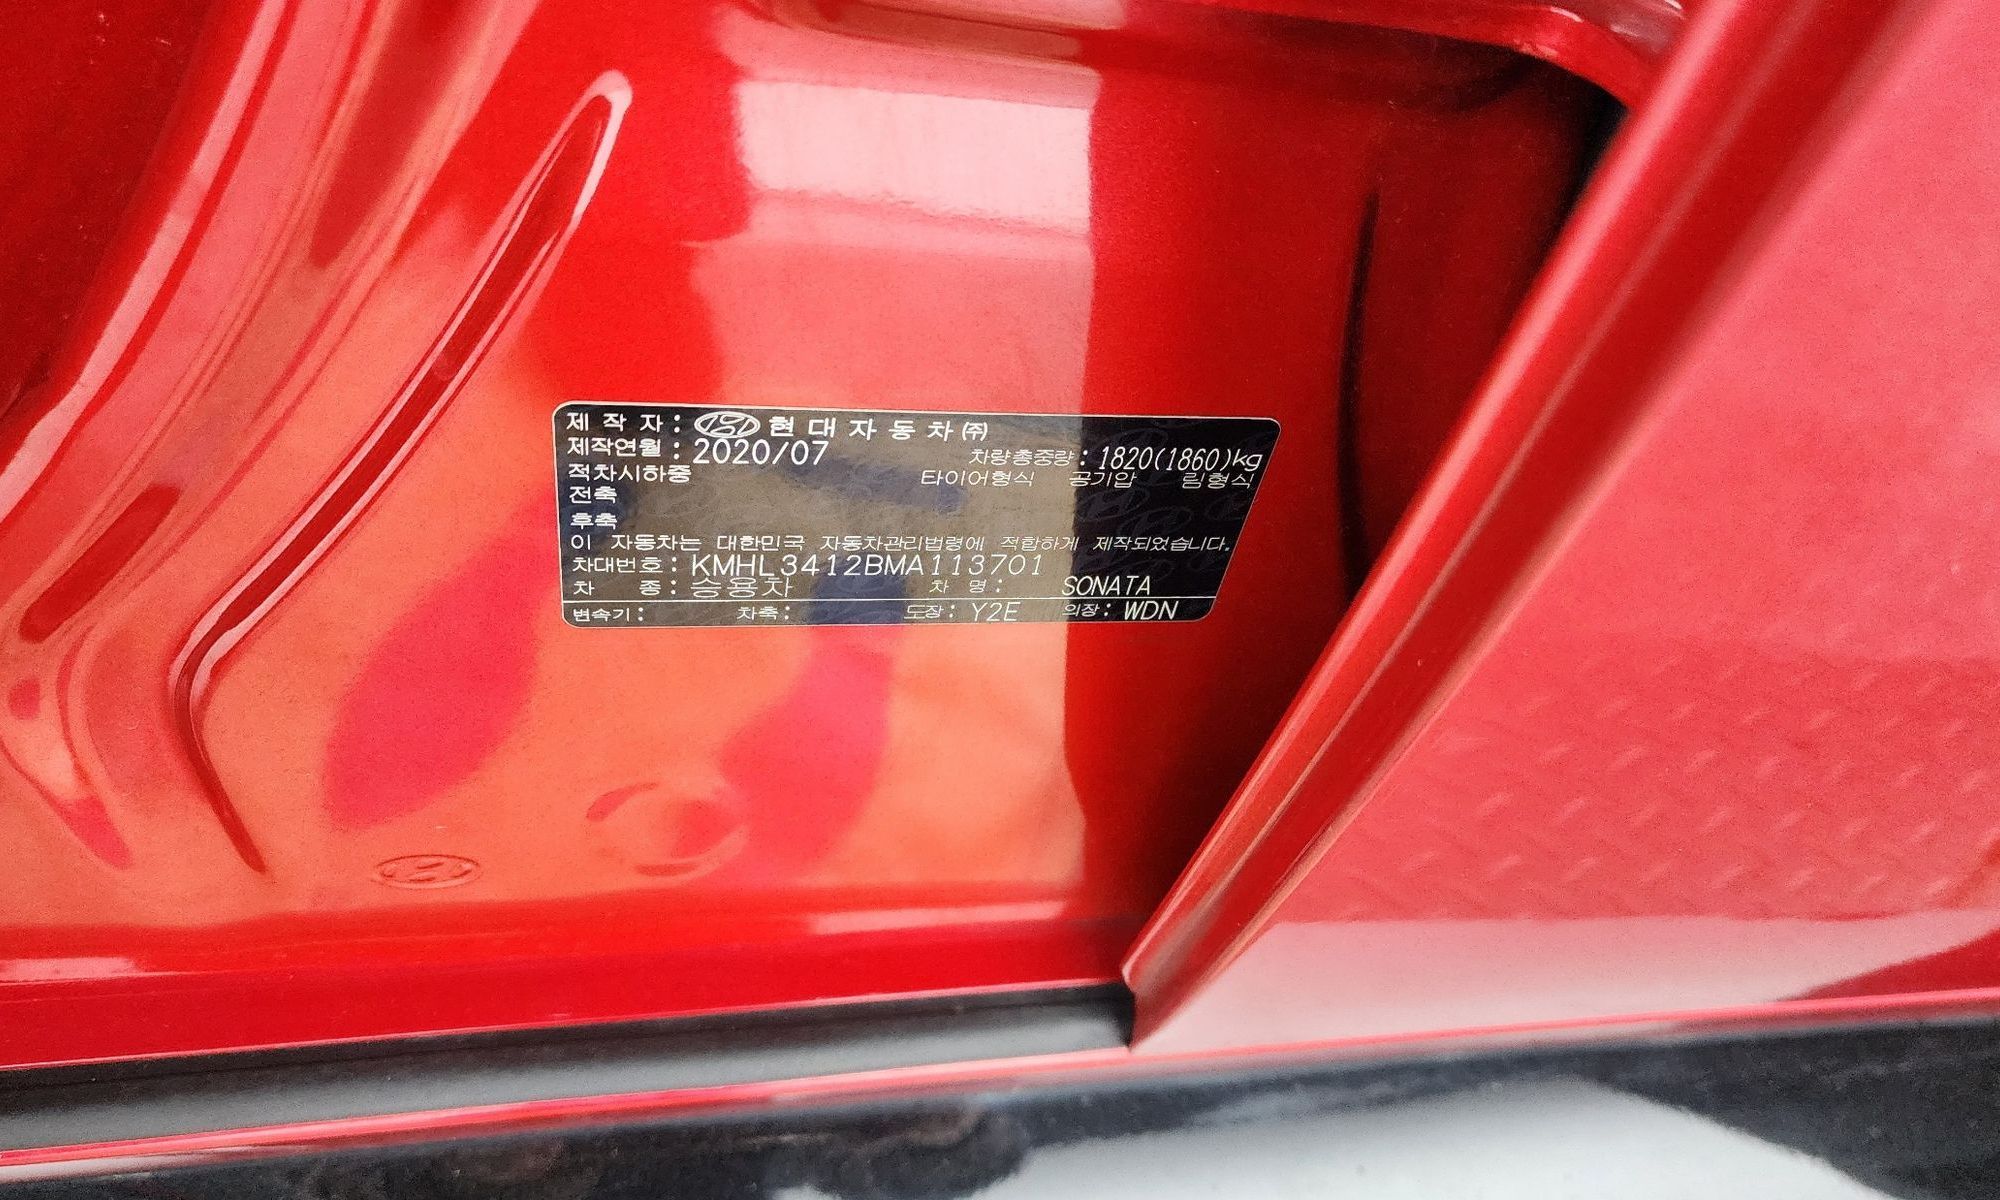 제 작 자 : 현 대 자 동 차 ㈜
제작연월 : 2020/07 차량총중량 : 1820(1860)kg
적차시하중 타이어형식 공기압 림형식
전축
후축
이 자동차는 대한민국 자동차관리법령에 적합하게 제작되었습니다.
차대번호 : KMHL3412BMA113701
차 종 : 승용차 차 명 : SONATA
변속기 : 차축 : 도장 : Y2E 의장 : WDN